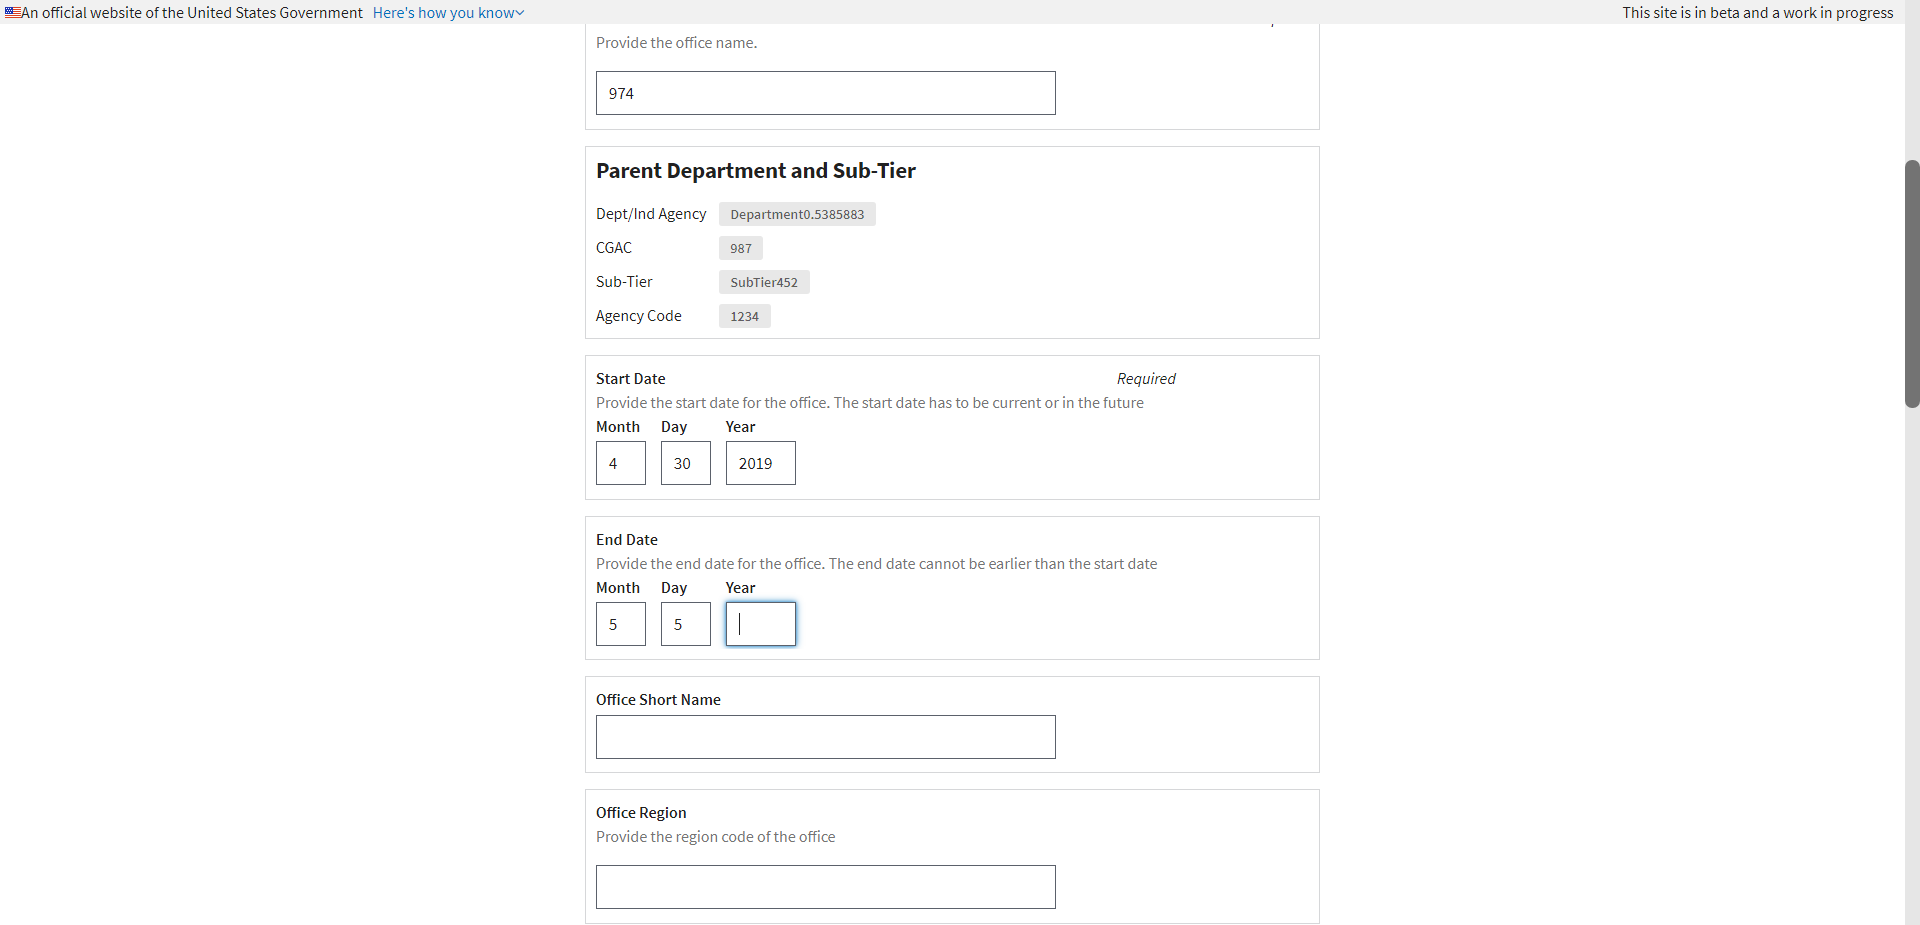 An official website of the United States Government Here's how you know
This site is in beta and a work in progress
Provide the office name.
974
Parent Department and Sub-Tier
Dept/Ind Agency Department0.5385883
CGAC 987
Sub-Tier SubTier452
Agency Code 1234
Start Date Required
Provide the start date for the office. The start date has to be current or in the future
Month Day Year
4 30 2019
End Date
Provide the end date for the office. The end date cannot be earlier than the start date
Month Day Year
5 5
Office Short Name
Office Region
Provide the region code of the office